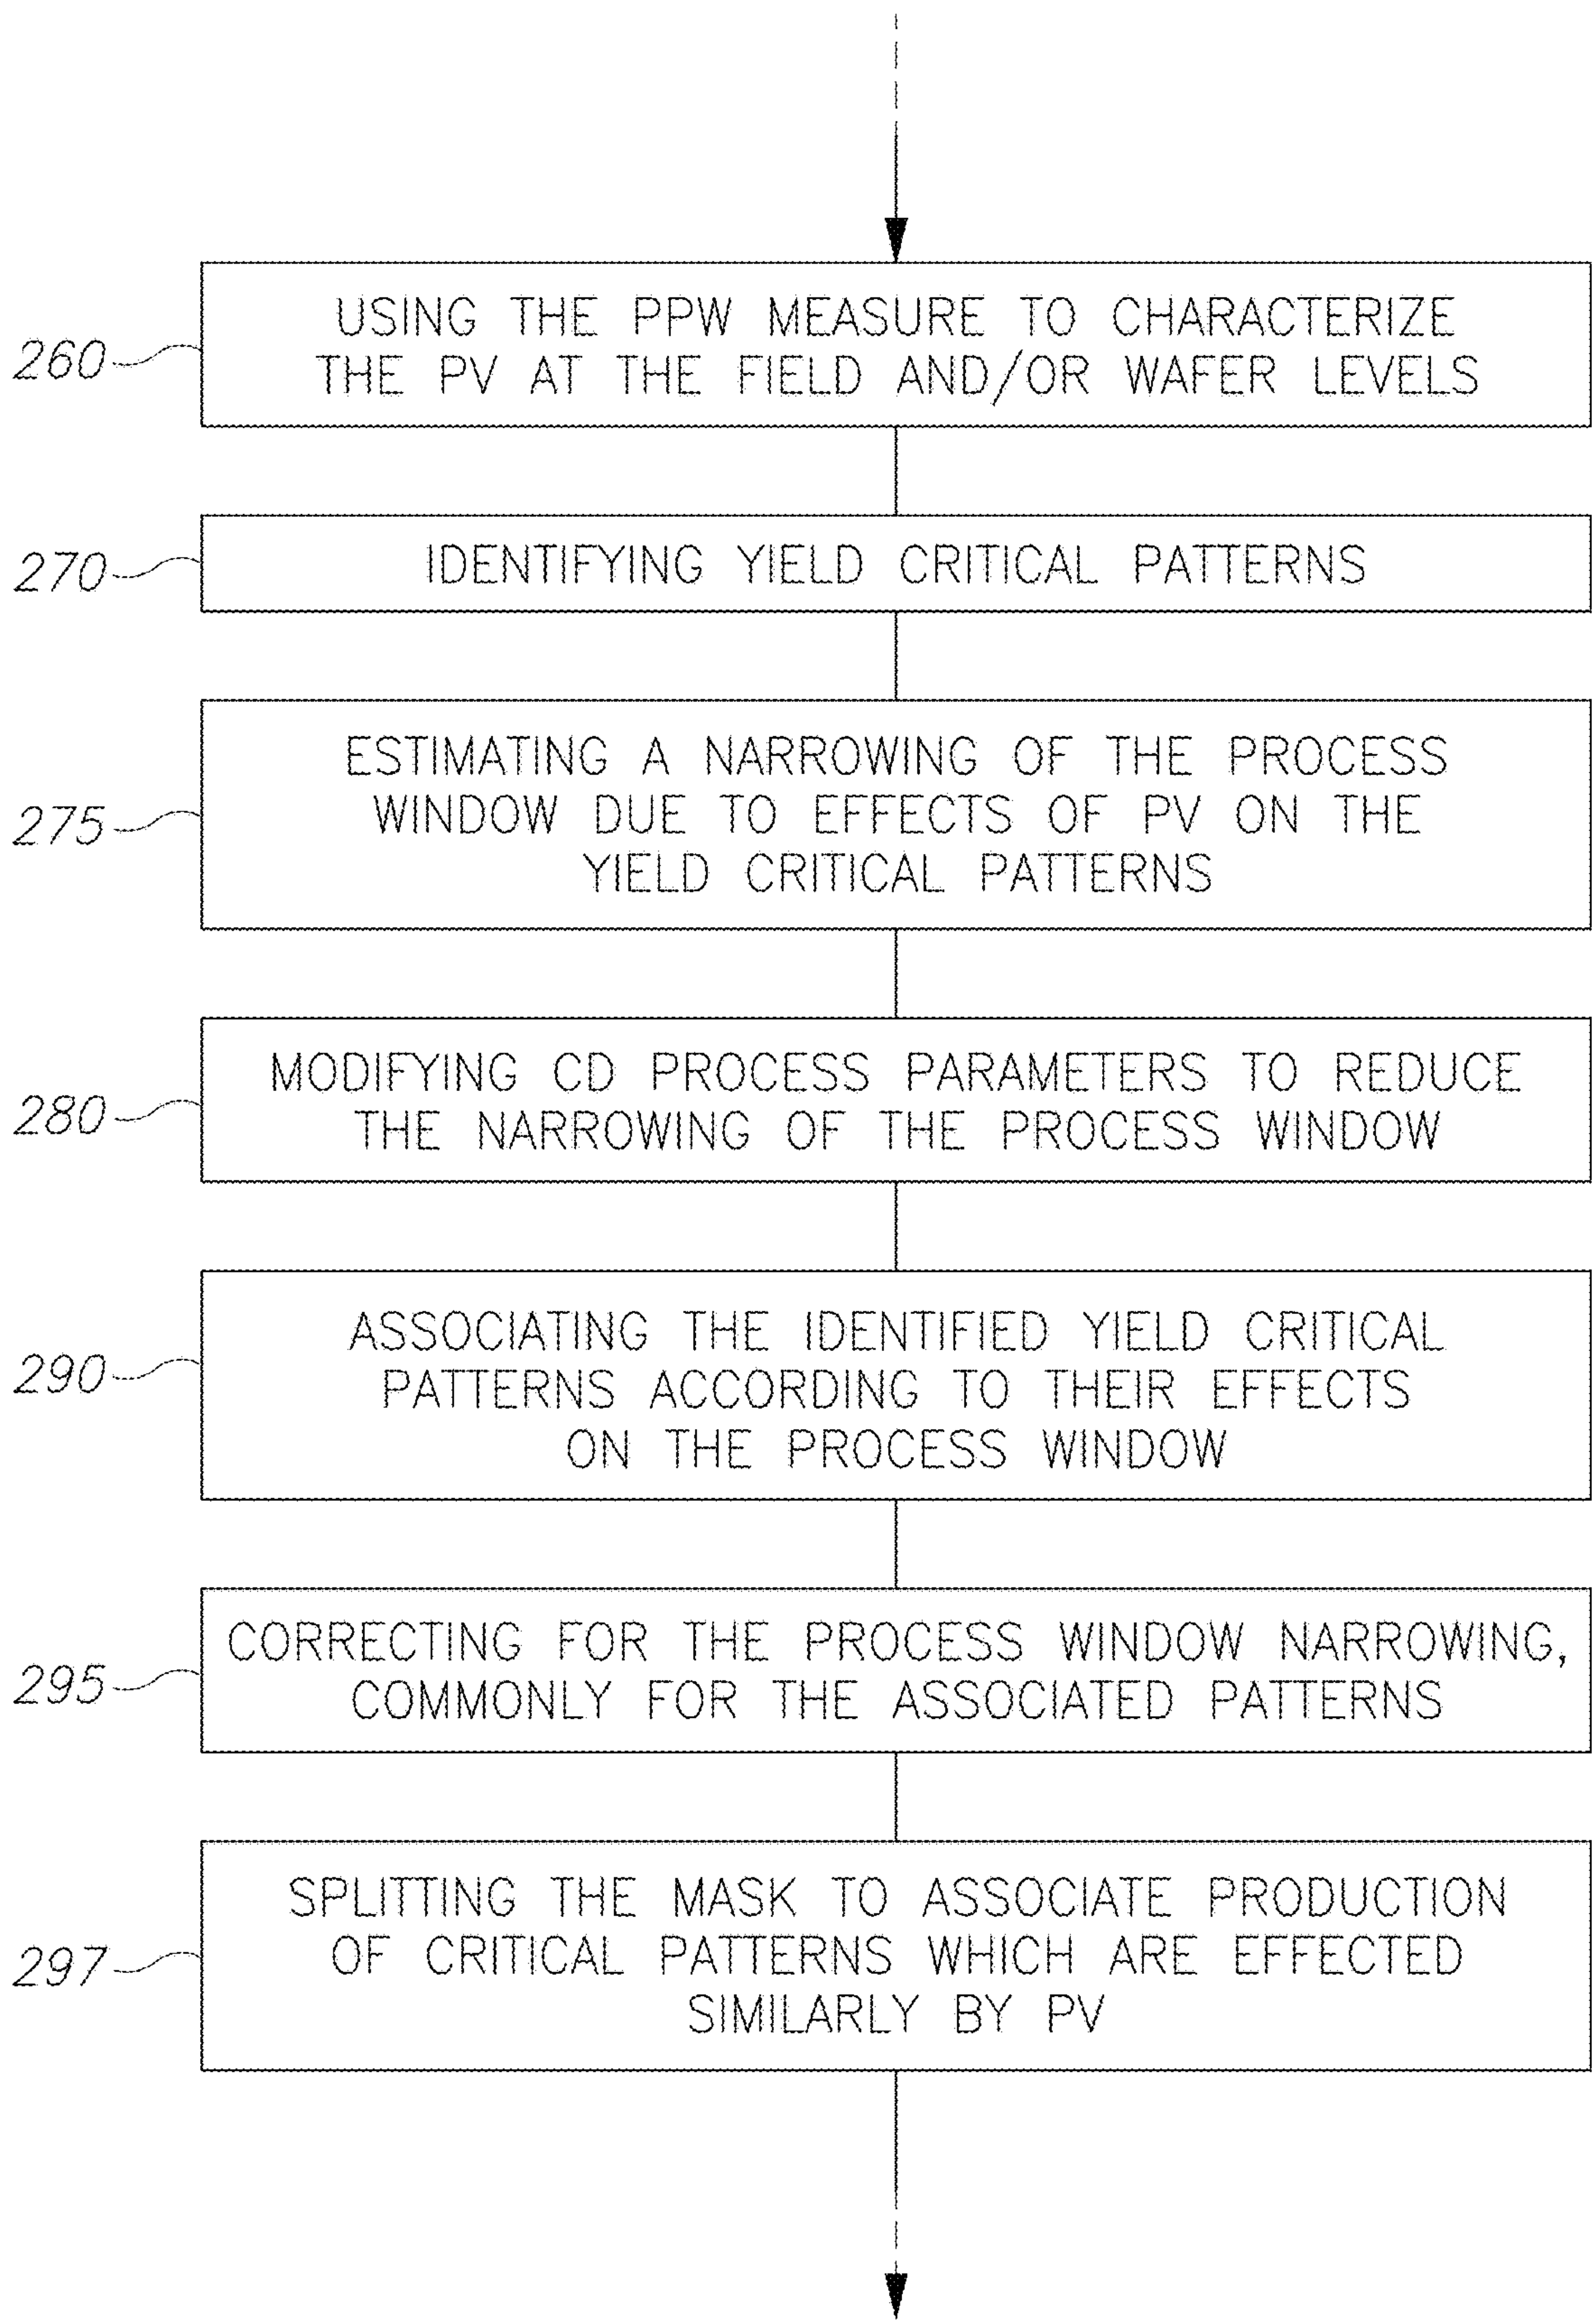 USING THE PPW MEASURE TO CHARACTERIZE
THE PV AT THE FIELD AND/OR WAFER LEVELS
260
IDENTIFYING YIELD CRITICAL PATTERNS
270
ESTIMATING A NARROWING OF THE PROCESS
WINDOW DUE TO EFFECTS OF PV ON THE
YIELD CRITICAL PATTERNS
275
MODIFYING CD PROCESS PARAMETERS TO REDUCE
THE NARROWING OF THE PROCESS WINDOW
280
ASSOCIATING THE IDENTIFIED YIELD CRITICAL
PATTERNS ACCORDING TO THEIR EFFECTS
ON THE PROCESS WINDOW
290
CORRECTING FOR THE PROCESS WINDOW NARROWING,
COMMONLY FOR THE ASSOCIATED PATTERNS
295
SPLITTING THE MASK TO ASSOCIATE PRODUCTION
OF CRITICAL PATTERNS WHICH ARE EFFECTED
SIMILARLY BY PV
297